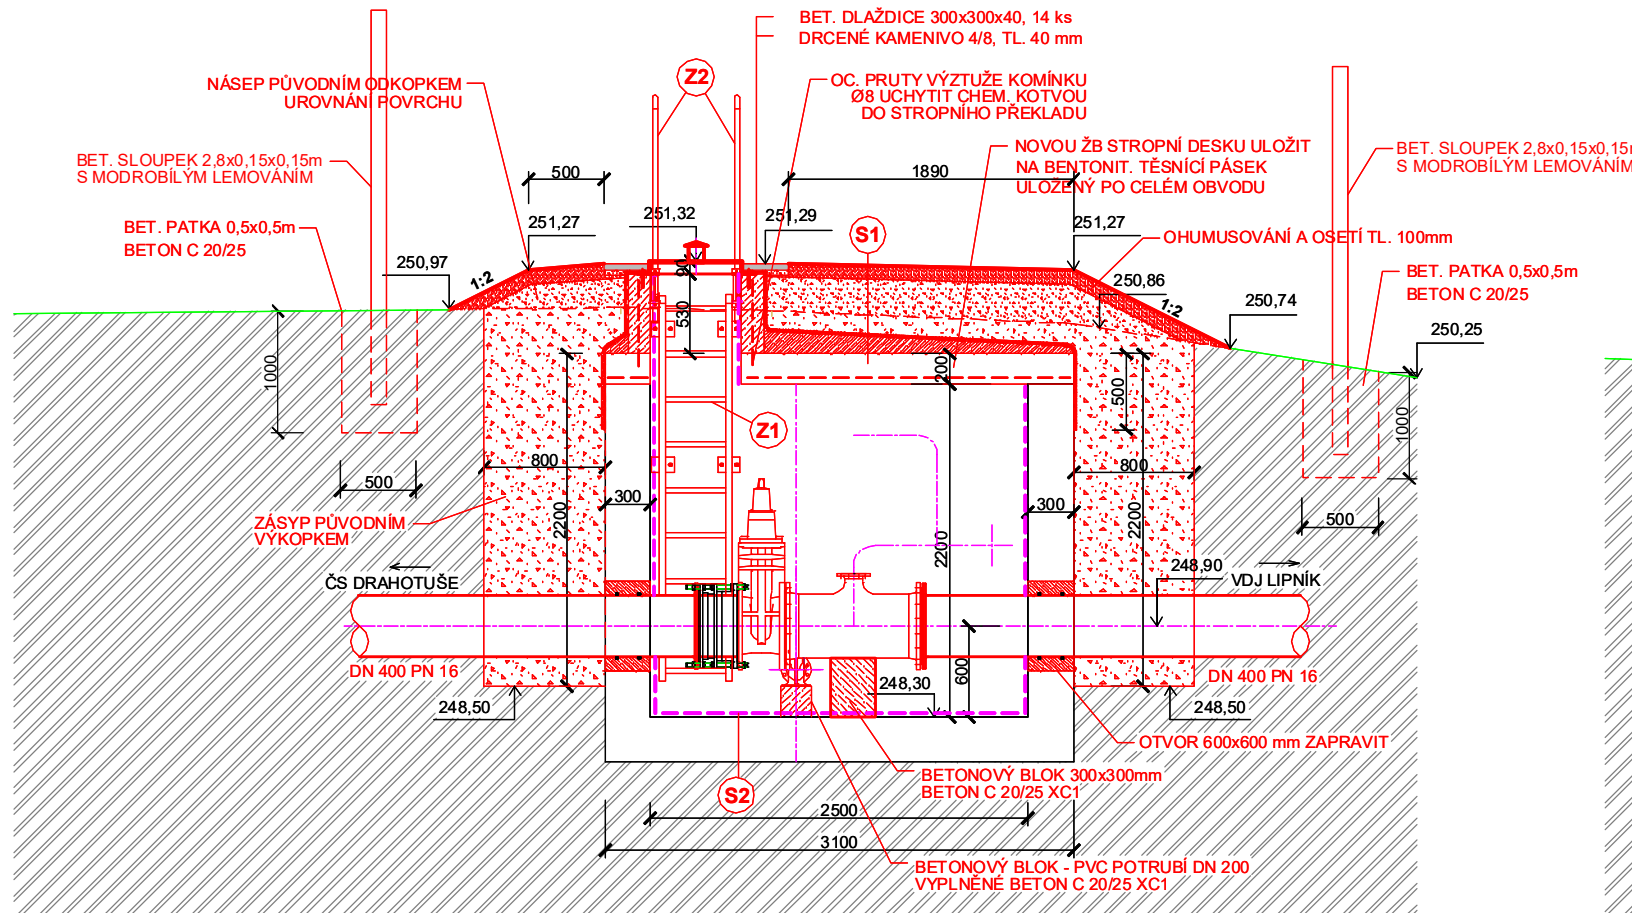 BET. DLAŽDICE 300x300x40, 14 ks
DRCENÉ KAMENIVO 4/8, TL. 40 mm
NÁSEP PŮVODNÍM ODKOPKEM
UROVNÁNÍ POVRCHU
Z2
OC. PRUTY VÝZTUŽE KOMÍNKU
Ø8 UCHYTIT CHEM. KOTVOU
DO STROPNÍHO PŘEKLADU
NOVOU ŽB STROPNÍ DESKU ULOŽIT
NA BENTONIT. TĚSNÍCÍ PÁSEK
ULOŽENÝ PO CELÉM OBVODU
BET. SLOUPEK 2,8x0,15x0,15m
S MODROBÍLÝM LEMOVÁNÍM
BET. SLOUPEK 2,8x0,15x0,15m
S MODROBÍLÝM LEMOVÁNÍM
500
1890
BET. PATKA 0,5x0,5m
BETON C 20/25
251,27
251,32
251,29
S1
251,27
OHUMUSOVÁNÍ A OSETÍ TL. 100mm
250,97
1:2
90
250,86
BET. PATKA 0,5x0,5m
BETON C 20/25
1:2
250,74
530
250,25
1000
200
500
1000
Z1
800
800
500
300
300
500
ZÁSYP PŮVODNÍM
VÝKOPKEM
2200
2200
2200
ČS DRAHOTUŠE
248,90
VDJ LIPNÍK
DN 400 PN 16
DN 400 PN 16
600
248,50
248,30
248,50
OTVOR 600x600 mm ZAPRAVIT
S2
BETONOVÝ BLOK 300x300mm
BETON C 20/25 XC1
2500
3100
BETONOVÝ BLOK - PVC POTRUBÍ DN 200
VYPLNĚNÉ BETON C 20/25 XC1